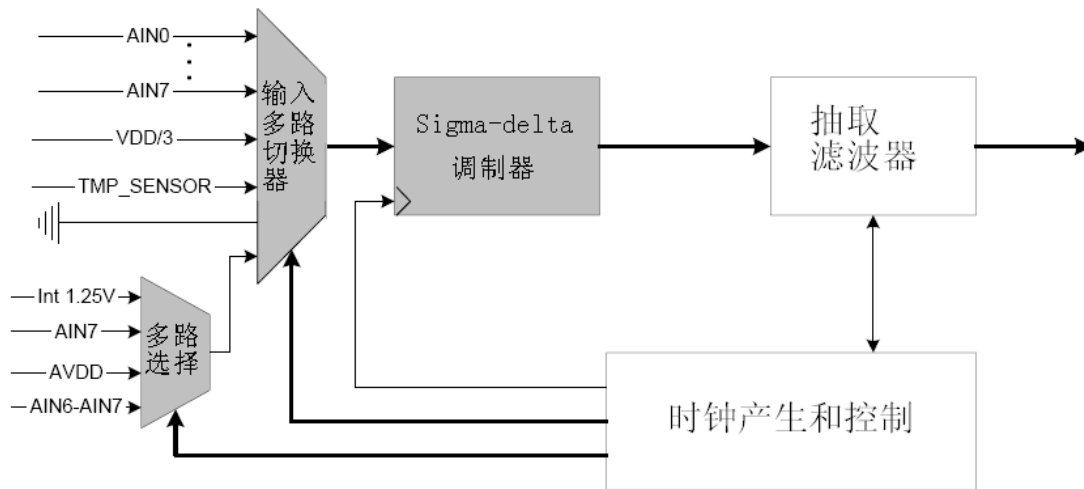 AIN0
AIN7
VDD/3
TMP_SENSOR
输入
多路
切换
器
Sigma-delta
调制器
抽取
滤波器
Int 1.25V
AIN7
AVDD
AIN6-AIN7
多路
选择
时钟产生和控制